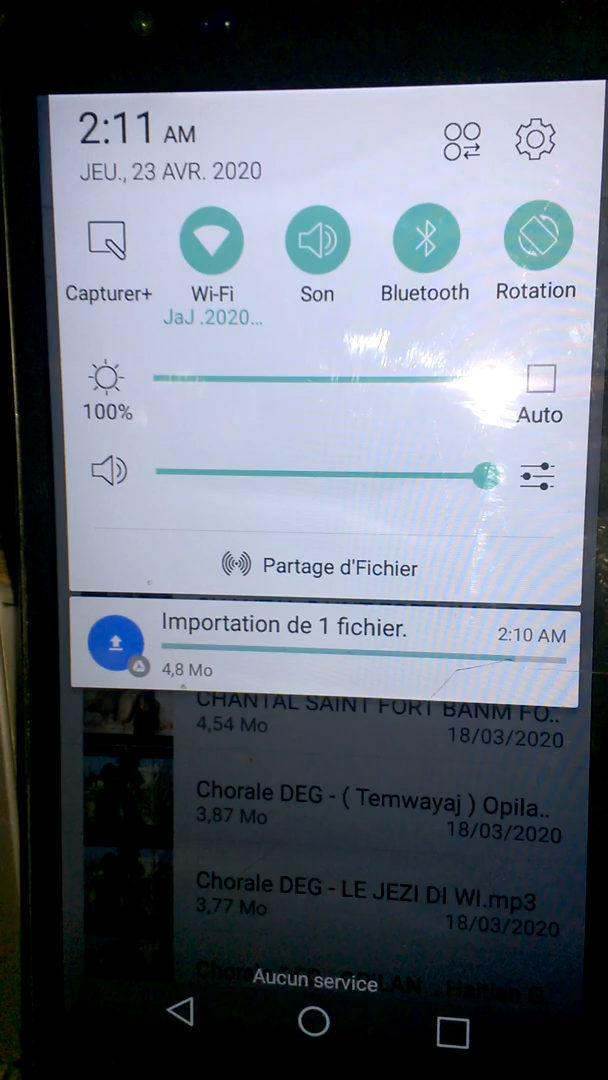 2:11 AM
JEU., 23 AVR. 2020
Capturer+
Wi-Fi
JaJ .2020...
Son
Bluetooth
Rotation
100%
Auto
Partage d'Fichier
Importation de 1 fichier.
2:10 AM
4,8 Mo
CHANTAL SAINT FORT BANM FO..
4,54 Mo
18/03/2020
Chorale DEG - ( Temwayaj ) Opila..
3,87 Mo
18/03/2020
Chorale DEG - LE JEZI DI WI.mp3
3,77 Mo
18/03/2020
Aucun service